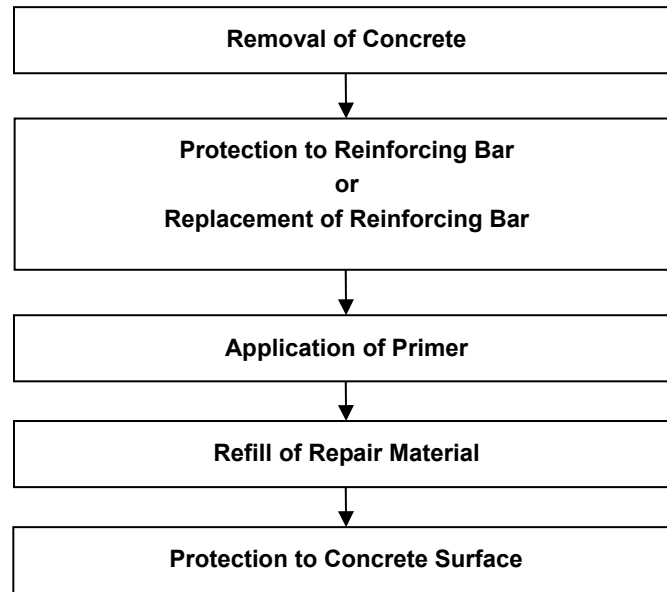 Removal of Concrete
Protection to Reinforcing Bar
or
Replacement of Reinforcing Bar
Application of Primer
Refill of Repair Material
Protection to Concrete Surface